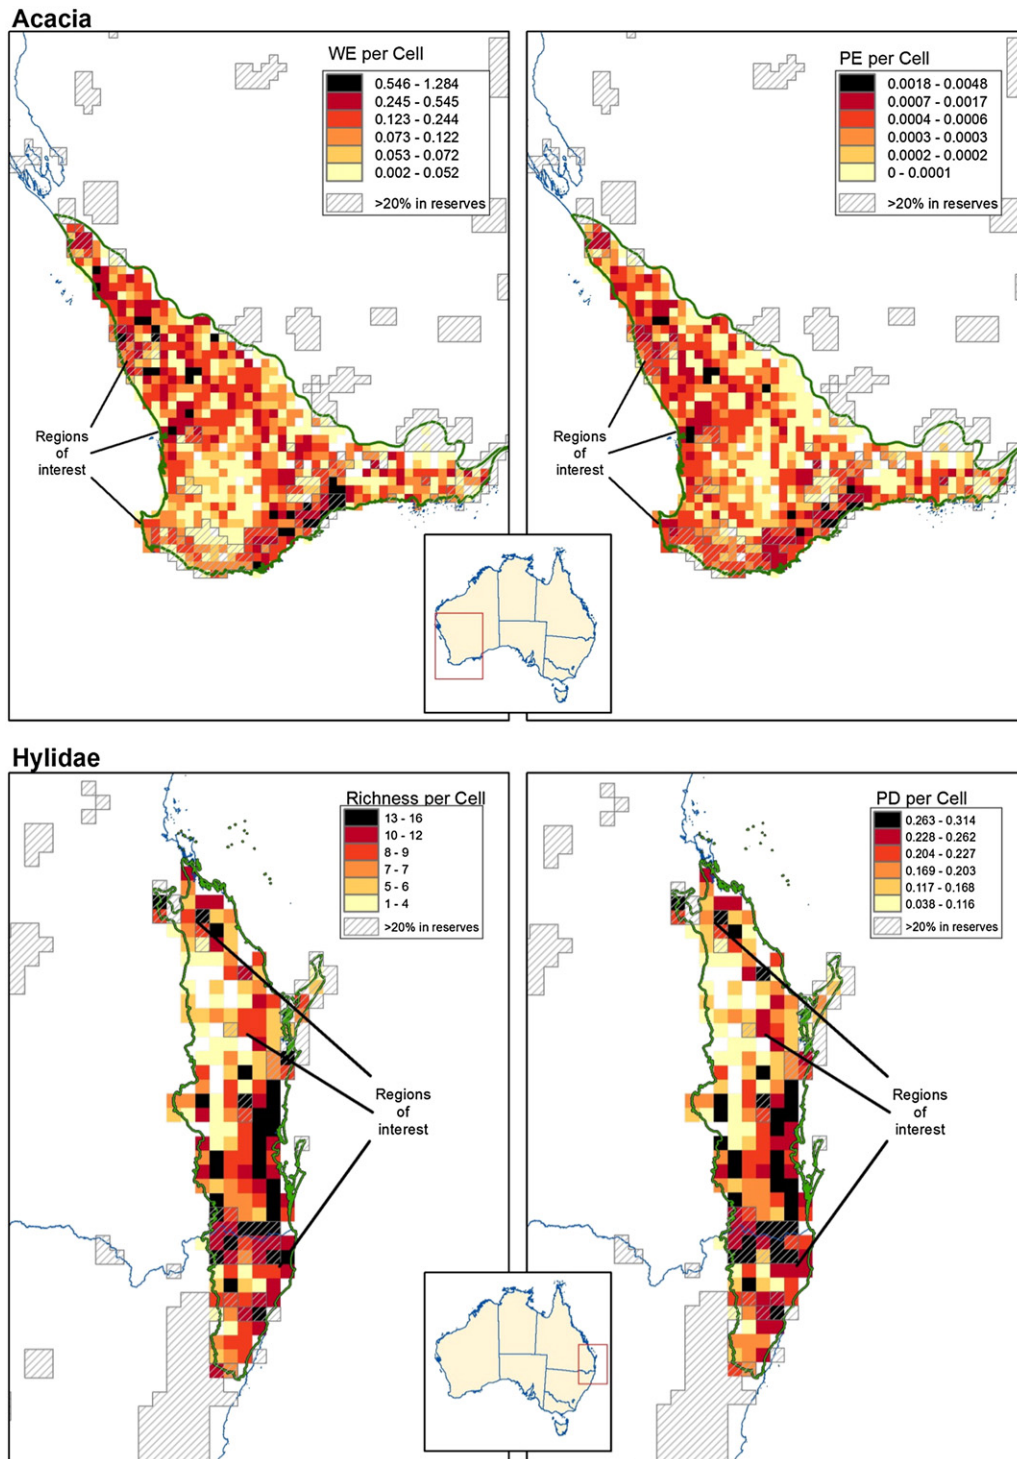 Acacia
WE per Cell
0.546 - 1.284
0.245 - 0.545
0.123 - 0.244
0.073 - 0.122
0.053 - 0.072
0.002 - 0.052
>20% in reserves
Regions
of
interest
PE per Cell
0.0018 - 0.0048
0.0007 - 0.0017
0.0004 - 0.0006
0.0003 - 0.0003
0.0002 - 0.0002
0 - 0.0001
>20% in reserves
Regions
of
interest
Hylidae
Richness per Cell
13 - 16
10 - 12
8 - 9
7 - 7
5 - 6
1 - 4
>20% in reserves
Regions
of
interest
PD per Cell
0.263 - 0.314
0.228 - 0.262
0.204 - 0.227
0.169 - 0.203
0.117 - 0.168
0.038 - 0.116
>20% in reserves
Regions
of
interest